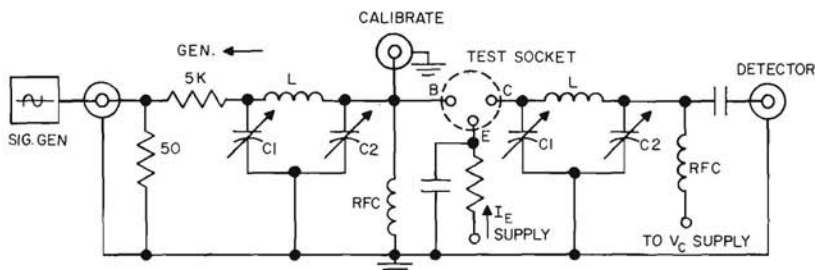 CALIBRATE
GEN.
TEST SOCKET
5K
L
B
C
L
DETECTOR
E
SIG. GEN
50
C1
C2
C1
C2
RFC
RFC
I_E
SUPPLY
TO V_C SUPPLY